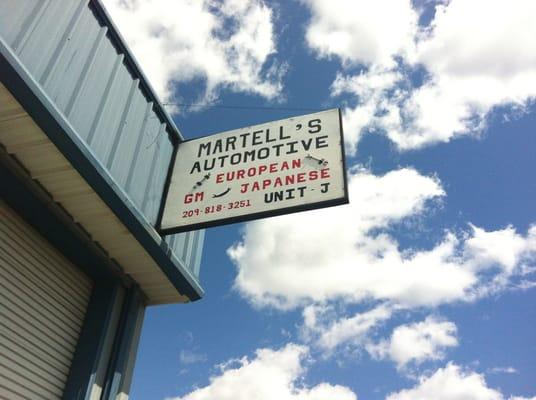 MARTELL'S
AUTOMOTIVE
EUROPEAN
GM JAPANESE
209-818-3251 UNIT-J